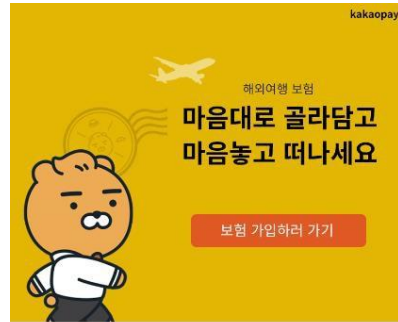 kakaopay
해외여행 보험
마음대로 골라담고
마음놓고 떠나세요
보험 가입하러 가기